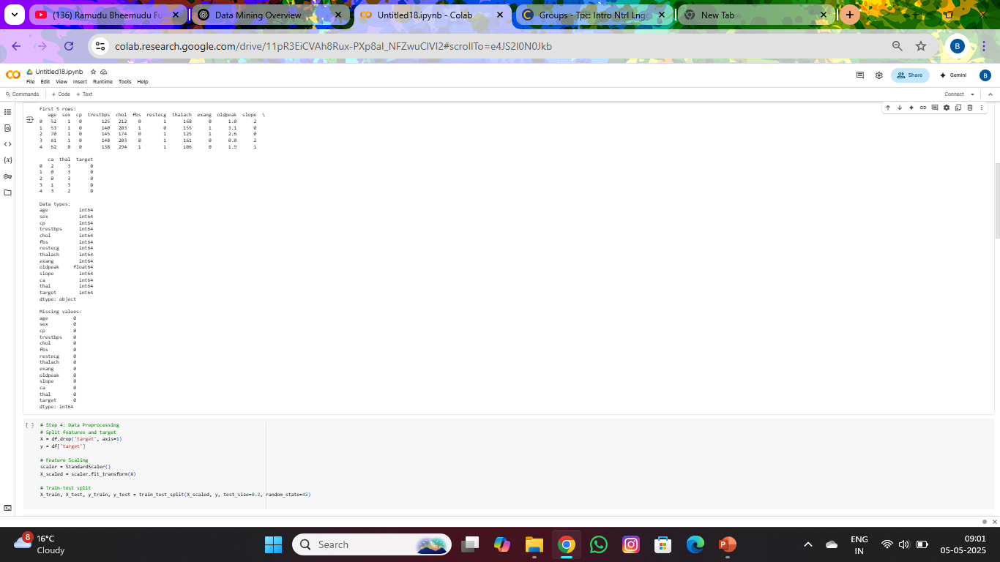 (136) Ramudu Bheemudu Fu
Data Mining Overview
Untitled18.ipynb - Colab
Groups - Tpc: Intro Ntrl Lngg
New Tab
colab.research.google.com/drive/11pR3EiCVAh8Rux-PXp8al_NFZwuCIVI2#scrollTo=e4JS2I0N0Jkb
B
CO
Untitled18.ipynb
Share
Gemini
B
File Edit View Insert Runtime Tools Help
Commands + Code + Text
Connect
First 5 rows:
age sex cp trestbps chol fbs restecg thalach exang oldpeak slope \
0 52 1 0 125 212 0 1 168 0 1.0 2
1 53 1 0 140 203 1 0 155 1 3.1 0
2 70 1 0 145 174 0 1 125 1 2.6 0
3 61 1 0 148 203 0 1 161 0 0.0 2
4 62 0 0 138 294 1 1 106 0 1.9 1
ca thal target
0 2 3 0
1 0 3 0
2 0 3 0
3 1 3 0
4 3 2 0
Data types:
age int64
sex int64
cp int64
trestbps int64
chol int64
fbs int64
restecg int64
thalach int64
exang int64
oldpeak float64
slope int64
ca int64
thal int64
target int64
dtype: object
Missing values:
age 0
sex 0
cp 0
trestbps 0
chol 0
fbs 0
restecg 0
thalach 0
exang 0
oldpeak 0
slope 0
ca 0
thal 0
target 0
dtype: int64
[ ] # Step 4: Data Preprocessing
# Split features and target
X = df.drop('target', axis=1)
y = df['target']
# Feature Scaling
scaler = StandardScaler()
X_scaled = scaler.fit_transform(X)
# Train-test split
X_train, X_test, y_train, y_test = train_test_split(X_scaled, y, test_size=0.2, random_state=42)
8
16°C
Cloudy
Search
ENG
IN
09:01
05-05-2025